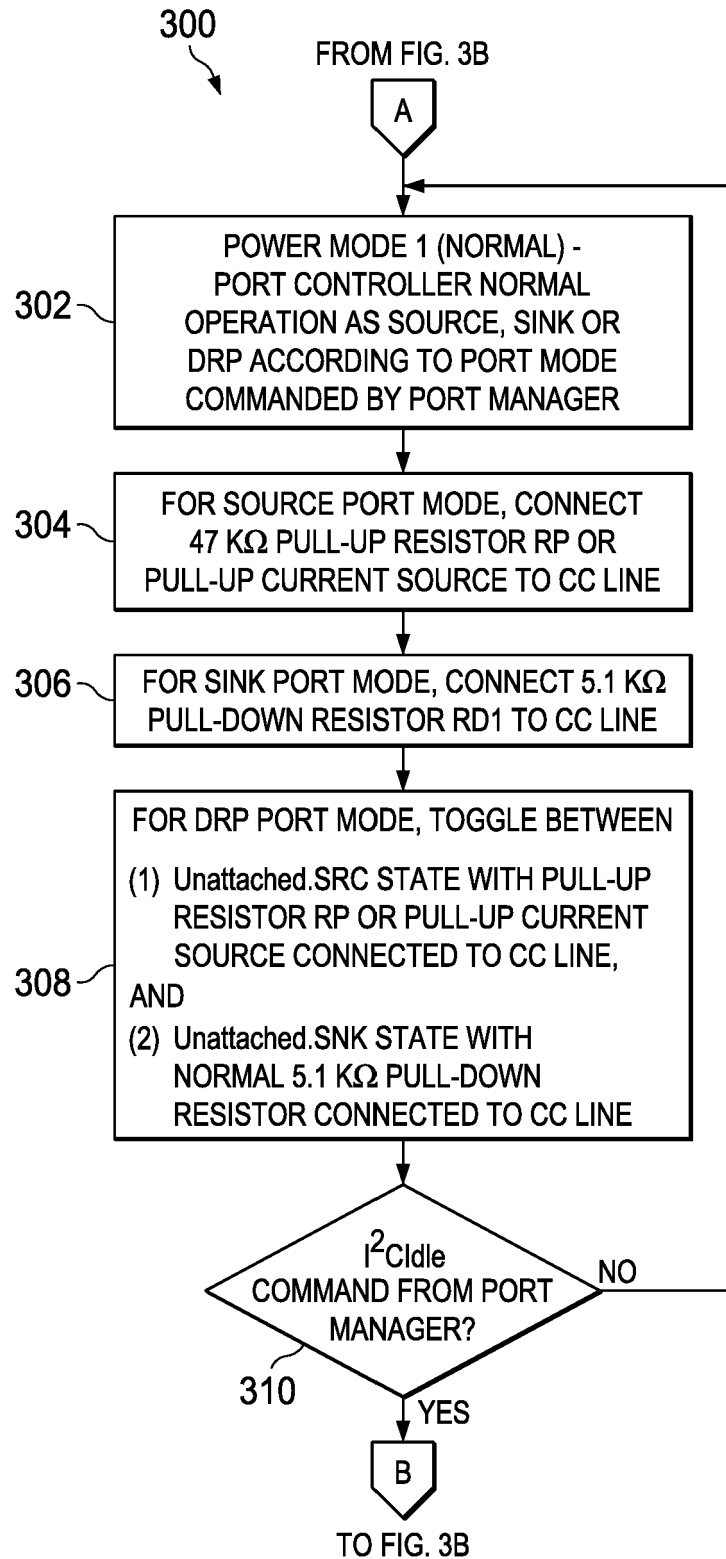 300
FROM FIG. 3B
A
302
POWER MODE 1 (NORMAL) -
PORT CONTROLLER NORMAL
OPERATION AS SOURCE, SINK OR
DRP ACCORDING TO PORT MODE
COMMANDED BY PORT MANAGER
304
FOR SOURCE PORT MODE, CONNECT
47 KΩ PULL-UP RESISTOR RP OR
PULL-UP CURRENT SOURCE TO CC LINE
306
FOR SINK PORT MODE, CONNECT 5.1 KΩ
PULL-DOWN RESISTOR RD1 TO CC LINE
308
FOR DRP PORT MODE, TOGGLE BETWEEN
(1) Unattached.SRC STATE WITH PULL-UP
RESISTOR RP OR PULL-UP CURRENT
SOURCE CONNECTED TO CC LINE,
AND
(2) Unattached.SNK STATE WITH
NORMAL 5.1 KΩ PULL-DOWN
RESISTOR CONNECTED TO CC LINE
I²CIdle
COMMAND FROM PORT
MANAGER?
NO
310
YES
B
TO FIG. 3B